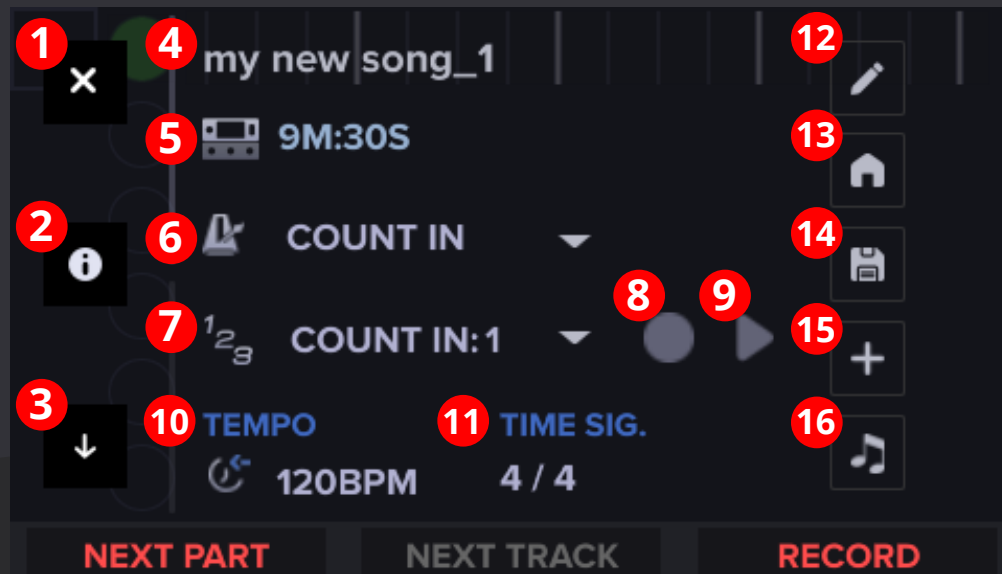 1
4
my new song_1
12
5
9M:30S
13
2
6
COUNT IN
14
8
9
7
1 2 3
COUNT IN: 1
15
3
10
TEMPO
11
TIME SIG.
16
120BPM
4 / 4
NEXT PART
NEXT TRACK
RECORD